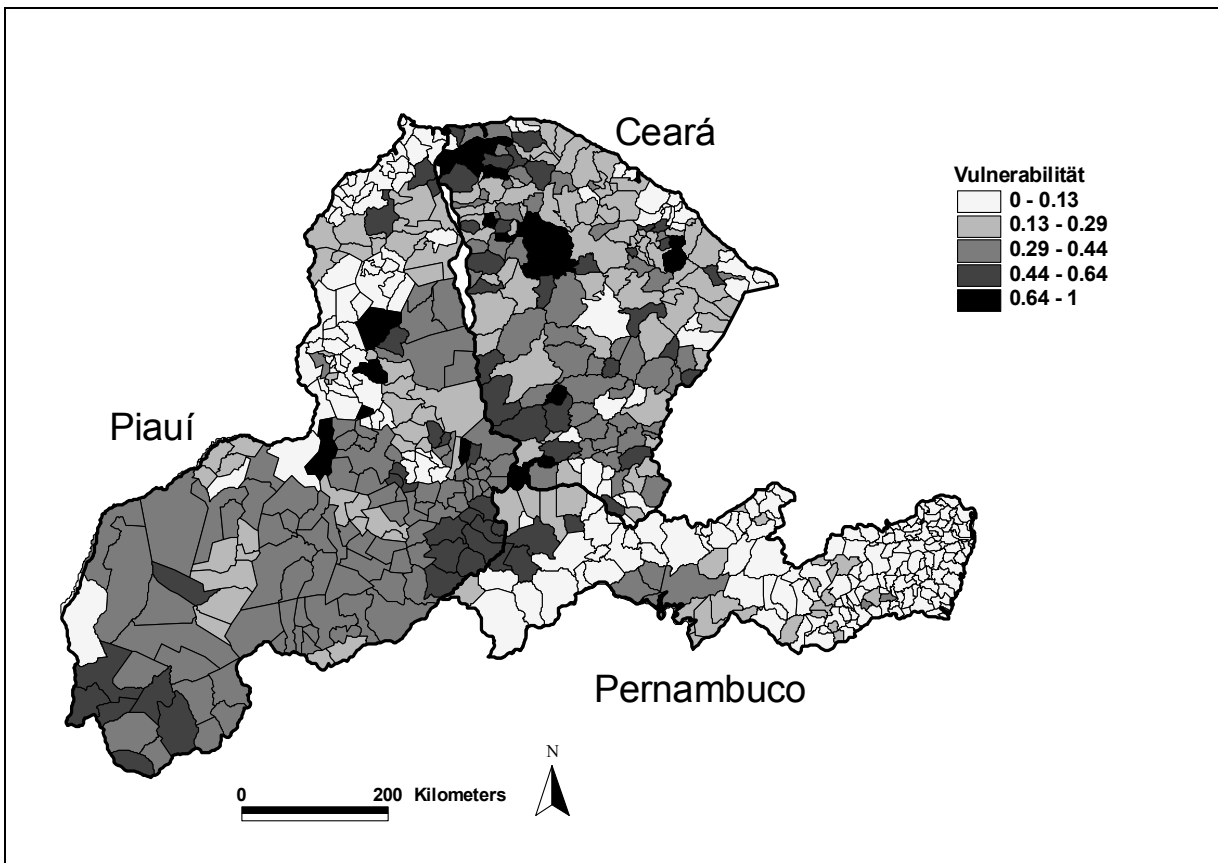 Ceará
Vulnerabilität
0 - 0.13
0.13 - 0.29
0.29 - 0.44
0.44 - 0.64
0.64 - 1
Piauí
Pernambuco
N
0 200 Kilometers